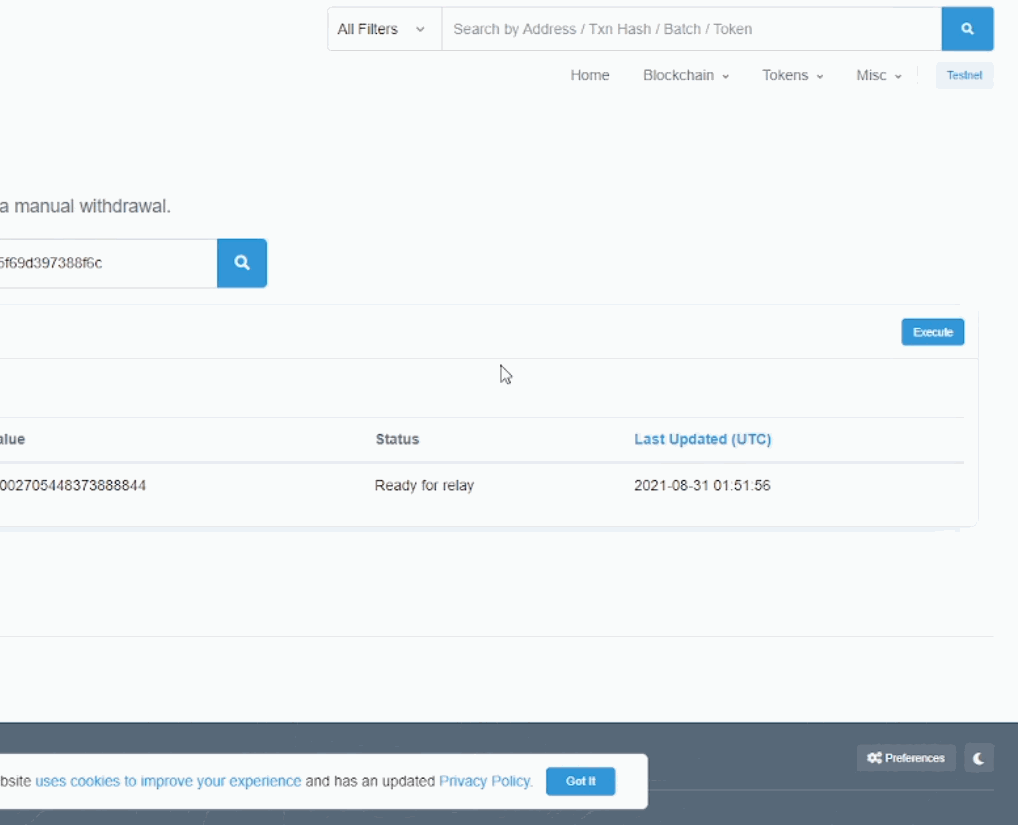 All Filters Search by Address / Txn Hash / Batch / Token
Home Blockchain Tokens Misc Testnet
a manual withdrawal.
5f69d397388f6c
Execute
alue Status Last Updated (UTC)
002705448373888844 Ready for relay 2021-08-31 01:51:56
Preferences
bsite uses cookies to improve your experience and has an updated Privacy Policy. Got It